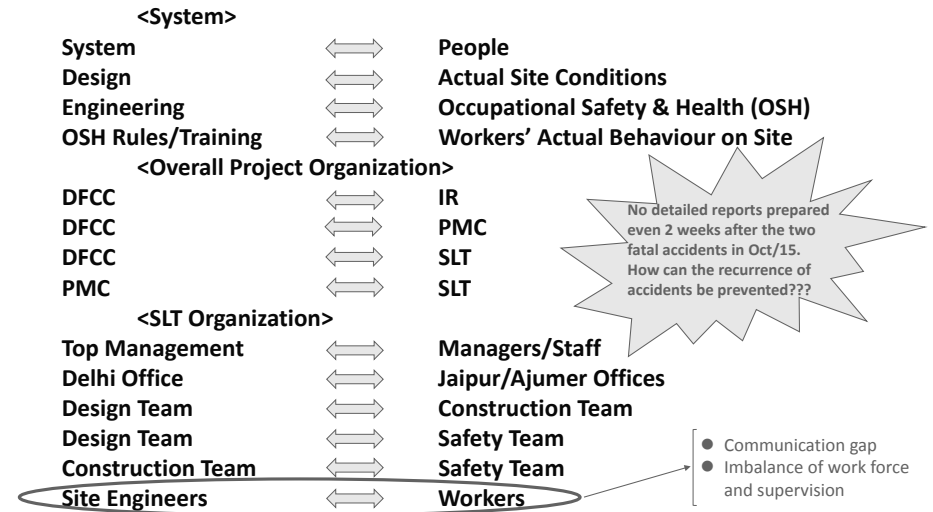 <System>
System People
Design Actual Site Conditions
Engineering Occupational Safety & Health (OSH)
OSH Rules/Training Workers’ Actual Behaviour on Site
<Overall Project Organization>
DFCC IR
DFCC PMC
DFCC SLT
PMC SLT
No detailed reports prepared
even 2 weeks after the two
fatal accidents in Oct/15.
How can the recurrence of
accidents be prevented???
<SLT Organization>
Top Management Managers/Staff
Delhi Office Jaipur/Ajumer Offices
Design Team Construction Team
Design Team Safety Team
Construction Team Safety Team
Site Engineers Workers
● Communication gap
● Imbalance of work force
and supervision